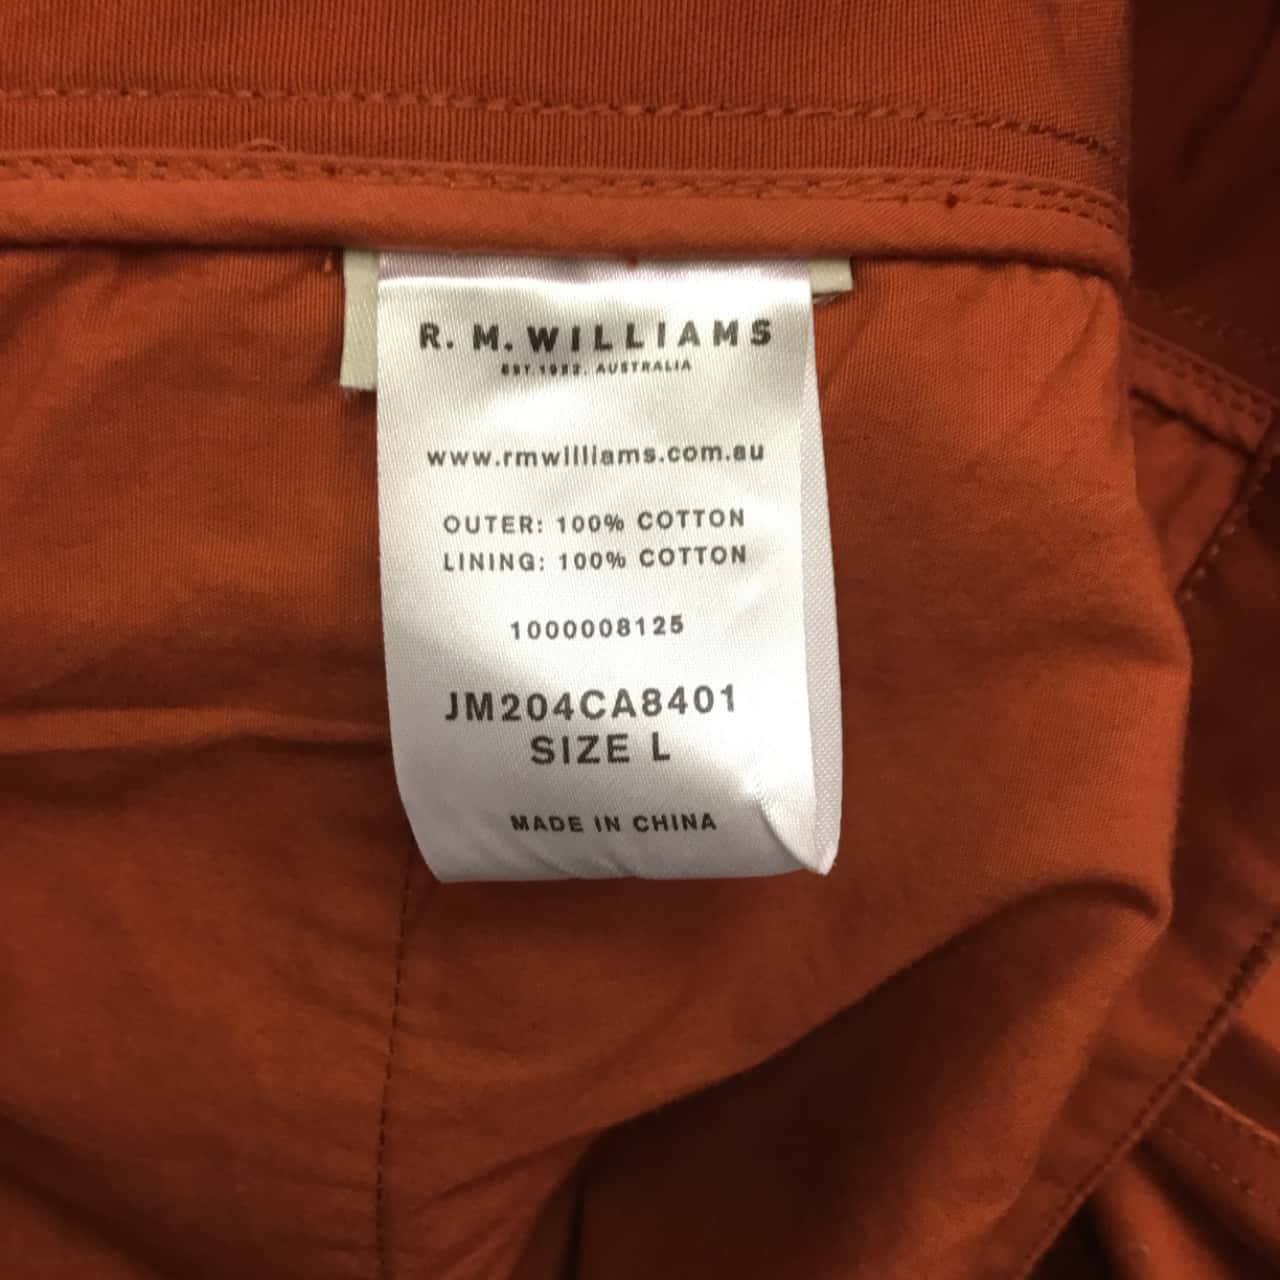 R. M. WILLIAMS
EST. 1932. AUSTRALIA
www.rmwilliams.com.au
OUTER: 100% COTTON
LINING: 100% COTTON
1000008125
JM204CA8401
SIZE L
MADE IN CHINA